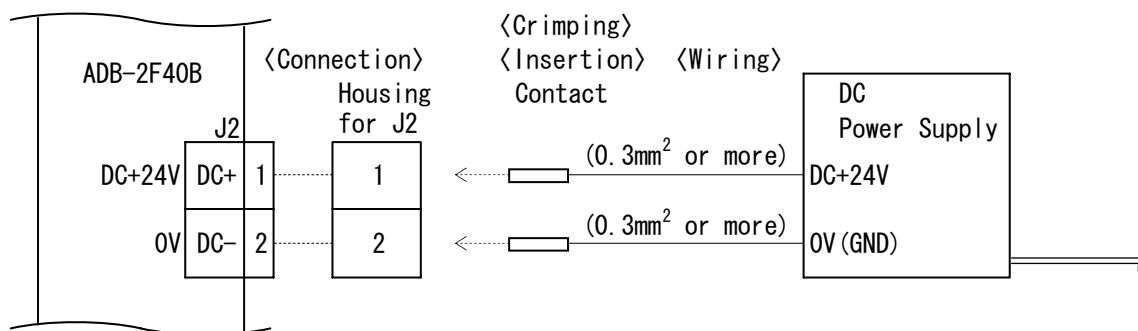 〈Crimping〉
ADB-2F40B 〈Connection〉 〈Insertion〉 〈Wiring〉
Housing Contact DC
J2 for J2 Power Supply
(0.3mm² or more)
DC+24V DC+ 1 1 DC+24V
(0.3mm² or more)
0V DC- 2 2 0V(GND)